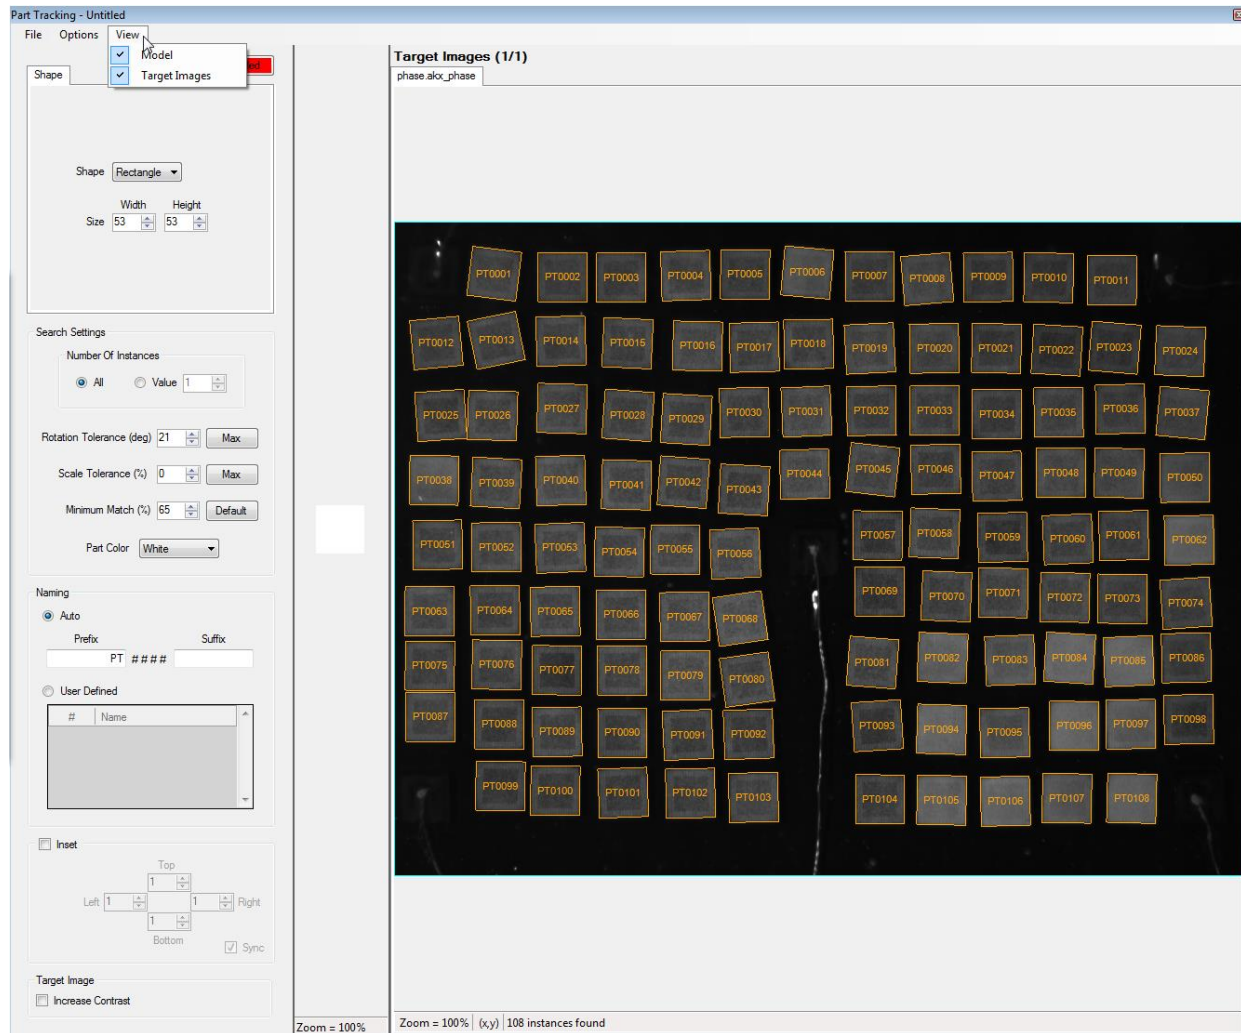 Part Tracking - Untitled
File Options View
Model
Target Images
Shape
Shape Rectangle
Width Height
Size 53 53
Search Settings
Number Of Instances
All Value 1
Rotation Tolerance (deg) 21 Max
Scale Tolerance (%) 0 Max
Minimum Match (%) 65 Default
Part Color White
Naming
Auto
Prefix Suffix
PT ####
User Defined
# Name
Inset
Top
1
Left 1 1 Right
1
Bottom
Sync
Target Image
Increase Contrast
Zoom = 100%
Target Images (1/1)
phase.akx_phase
PT0001 PT0002 PT0003 PT0004 PT0005 PT0006 PT0007 PT0008 PT0009 PT0010 PT0011
PT0012 PT0013 PT0014 PT0015 PT0016 PT0017 PT0018 PT0019 PT0020 PT0021 PT0022 PT0023 PT0024
PT0025 PT0026 PT0027 PT0028 PT0029 PT0030 PT0031 PT0032 PT0033 PT0034 PT0035 PT0036 PT0037
PT0038 PT0039 PT0040 PT0041 PT0042 PT0043 PT0044 PT0045 PT0046 PT0047 PT0048 PT0049 PT0050
PT0051 PT0052 PT0053 PT0054 PT0055 PT0056 PT0057 PT0058 PT0059 PT0060 PT0061 PT0062
PT0063 PT0064 PT0065 PT0066 PT0067 PT0068 PT0069 PT0070 PT0071 PT0072 PT0073 PT0074
PT0075 PT0076 PT0077 PT0078 PT0079 PT0080 PT0081 PT0082 PT0083 PT0084 PT0085 PT0086
PT0087 PT0088 PT0089 PT0090 PT0091 PT0092 PT0093 PT0094 PT0095 PT0096 PT0097 PT0098
PT0099 PT0100 PT0101 PT0102 PT0103 PT0104 PT0105 PT0106 PT0107 PT0108
Zoom = 100% (x,y) 108 instances found